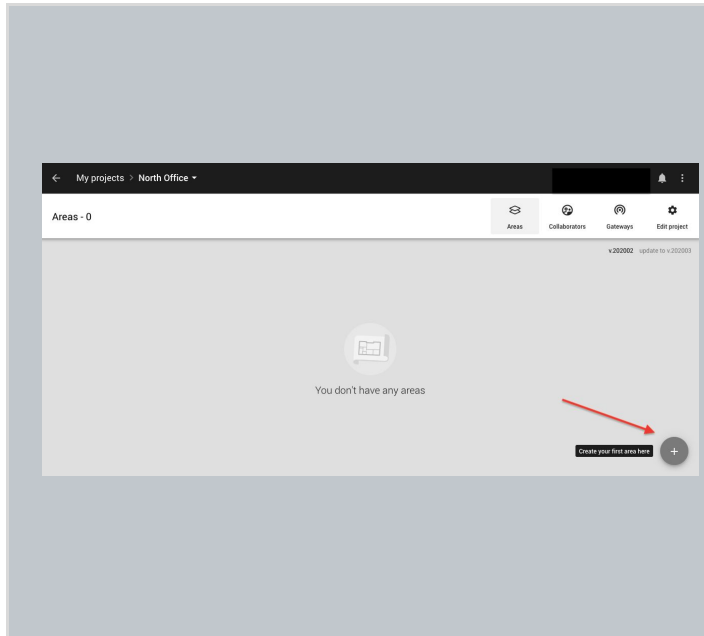 My projects > North Office
Areas - 0
Areas
Collaborators
Gateways
Edit project
v.202002 update to v.202003
You don't have any areas
Create your first area here